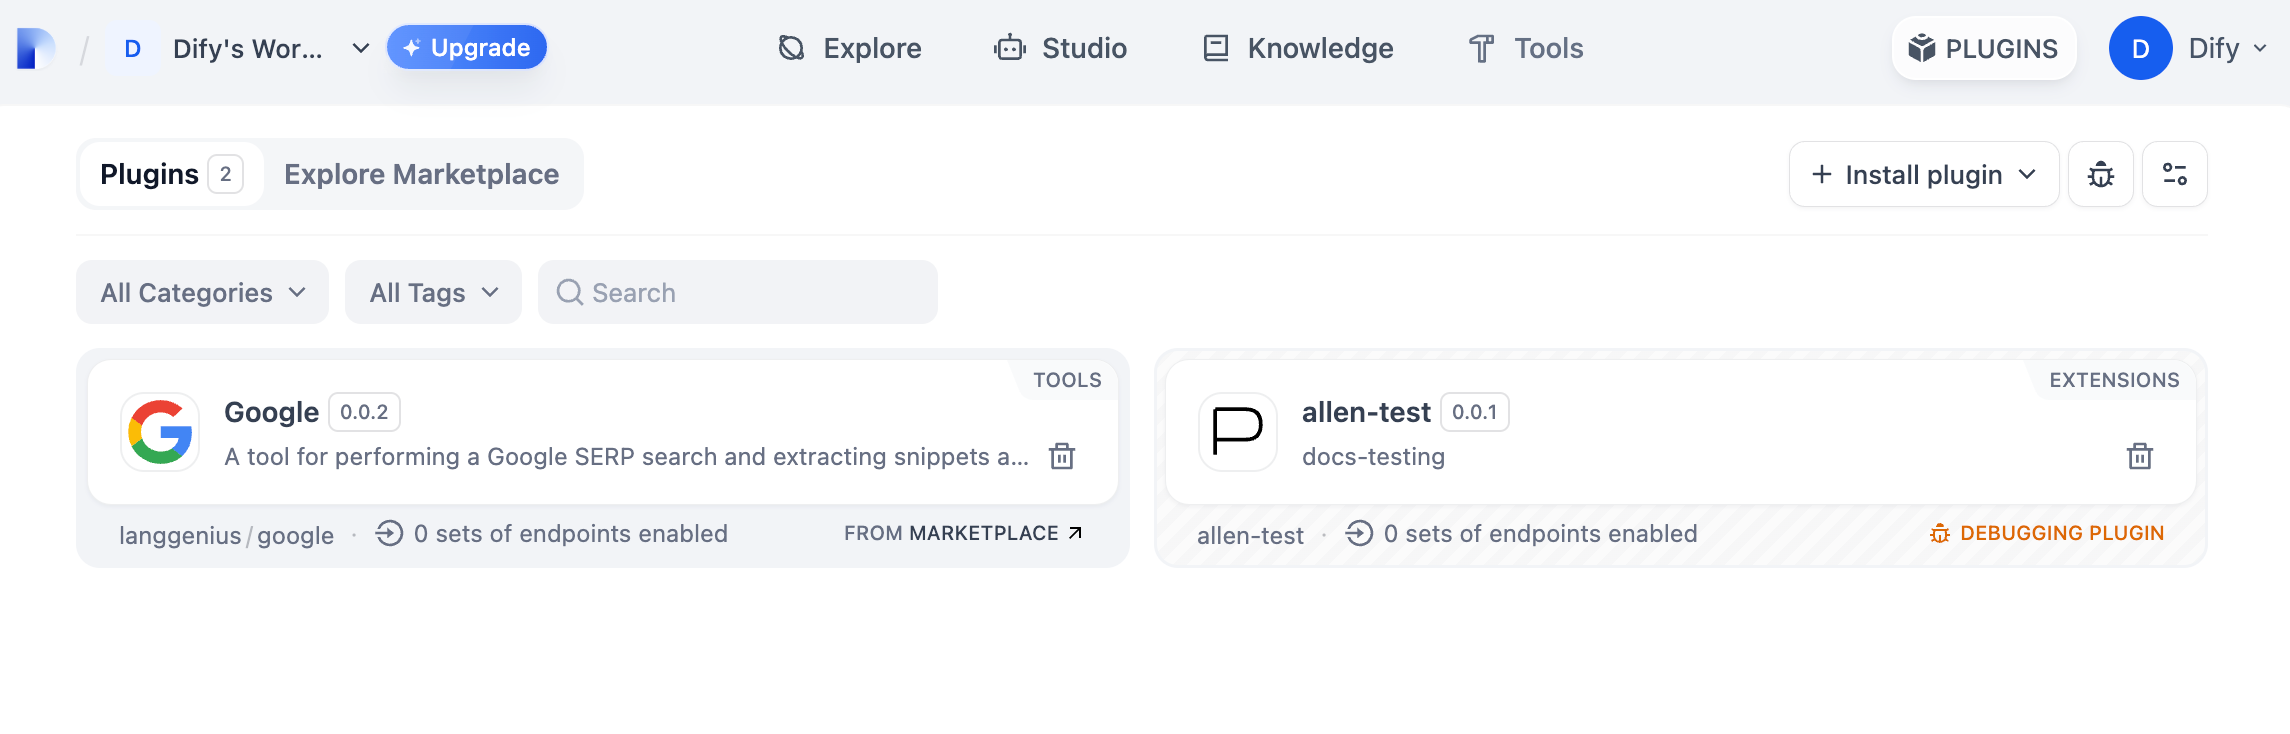 / D Dify's Wor... Upgrade Explore Studio Knowledge Tools PLUGINS D Dify
Plugins 2 Explore Marketplace + Install plugin
All Categories All Tags Search
TOOLS
Google 0.0.2
A tool for performing a Google SERP search and extracting snippets a...
langgenius / google · 0 sets of endpoints enabled FROM MARKETPLACE
EXTENSIONS
allen-test 0.0.1
docs-testing
allen-test · 0 sets of endpoints enabled DEBUGGING PLUGIN